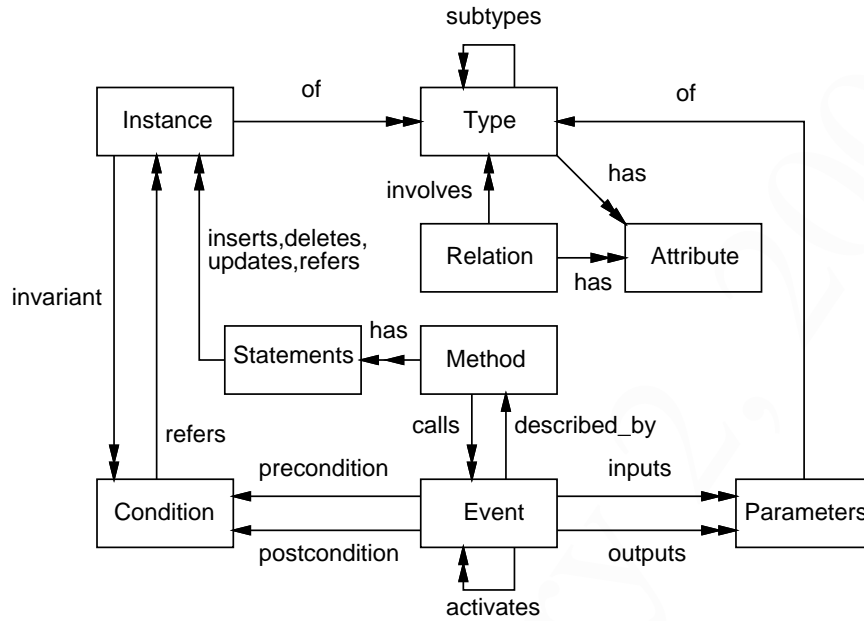 subtypes
of
of
Instance
Type
has
involves
inserts,deletes,
updates,refers
Relation
Attribute
has
invariant
has
Statements
Method
refers
calls
described_by
precondition
inputs
Condition
Event
Parameters
postcondition
outputs
activates